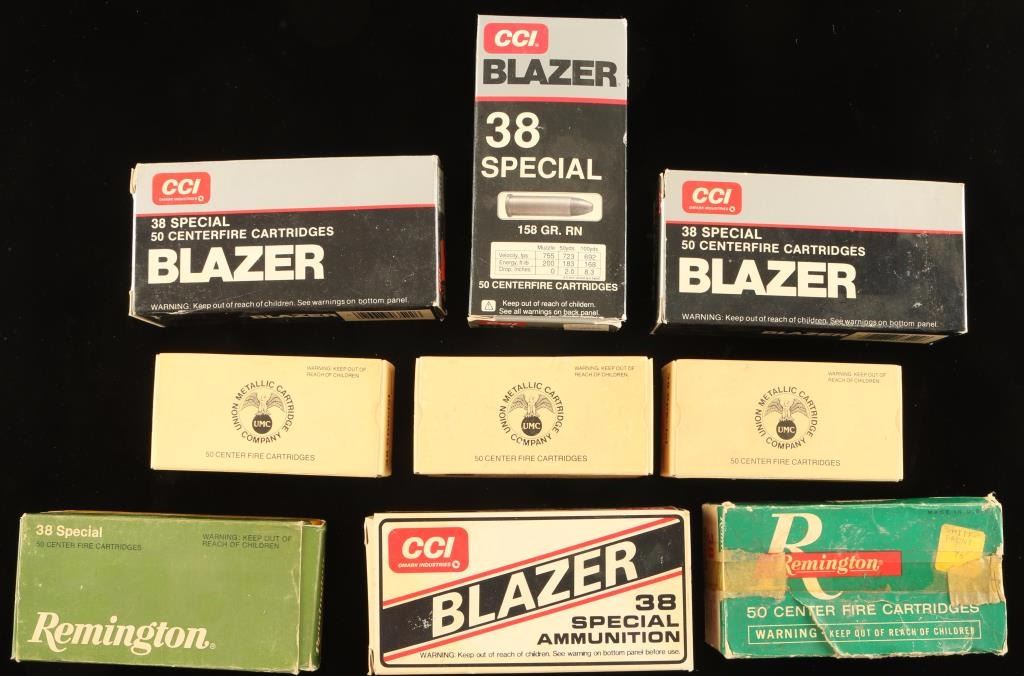 CCI
BLAZER
38
SPECIAL
158 GR. RN
Muzzle 50yds 100yds
Velocity, fps 755 723 692
Energy, ft-lb 200 183 168
Drop, Inches 0 2.0 8.3
50 CENTERFIRE CARTRIDGES
Keep out of reach of childern.
See all warnings on back panel.
CCI
OMARK INDUSTRIES
38 SPECIAL
50 CENTERFIRE CARTRIDGES
BLAZER
WARNING: Keep out of reach of children. See warnings on bottom panel.
CCI
OMARK INDUSTRIES
38 SPECIAL
50 CENTERFIRE CARTRIDGES
BLAZER
WARNING: Keep out of reach of children. See warnings on bottom panel.
WARNING: KEEP OUT OF
REACH OF CHILDREN.
UNION METALLIC CARTRIDGE COMPANY
UMC
50 CENTER FIRE CARTRIDGES
WARNING: KEEP OUT OF
REACH OF CHILDREN.
UNION METALLIC CARTRIDGE COMPANY
UMC
50 CENTER FIRE CARTRIDGES
WARNING: KEEP OUT OF
REACH OF CHILDREN.
UNION METALLIC CARTRIDGE COMPANY
UMC
50 CENTER FIRE CARTRIDGES
38 Special
50 CENTER FIRE CARTRIDGES
WARNING: KEEP OUT OF
REACH OF CHILDREN.
Remington®
CCI
OMARK INDUSTRIES
BLAZER
38
SPECIAL
AMMUNITION
WARNING: Keep out of reach of children. See warning on bottom panel before use.
MADE IN U.S.
R
Remington®
50 CENTER FIRE CARTRIDGES
WARNING - KEEP OUT OF REACH OF CHILDREN